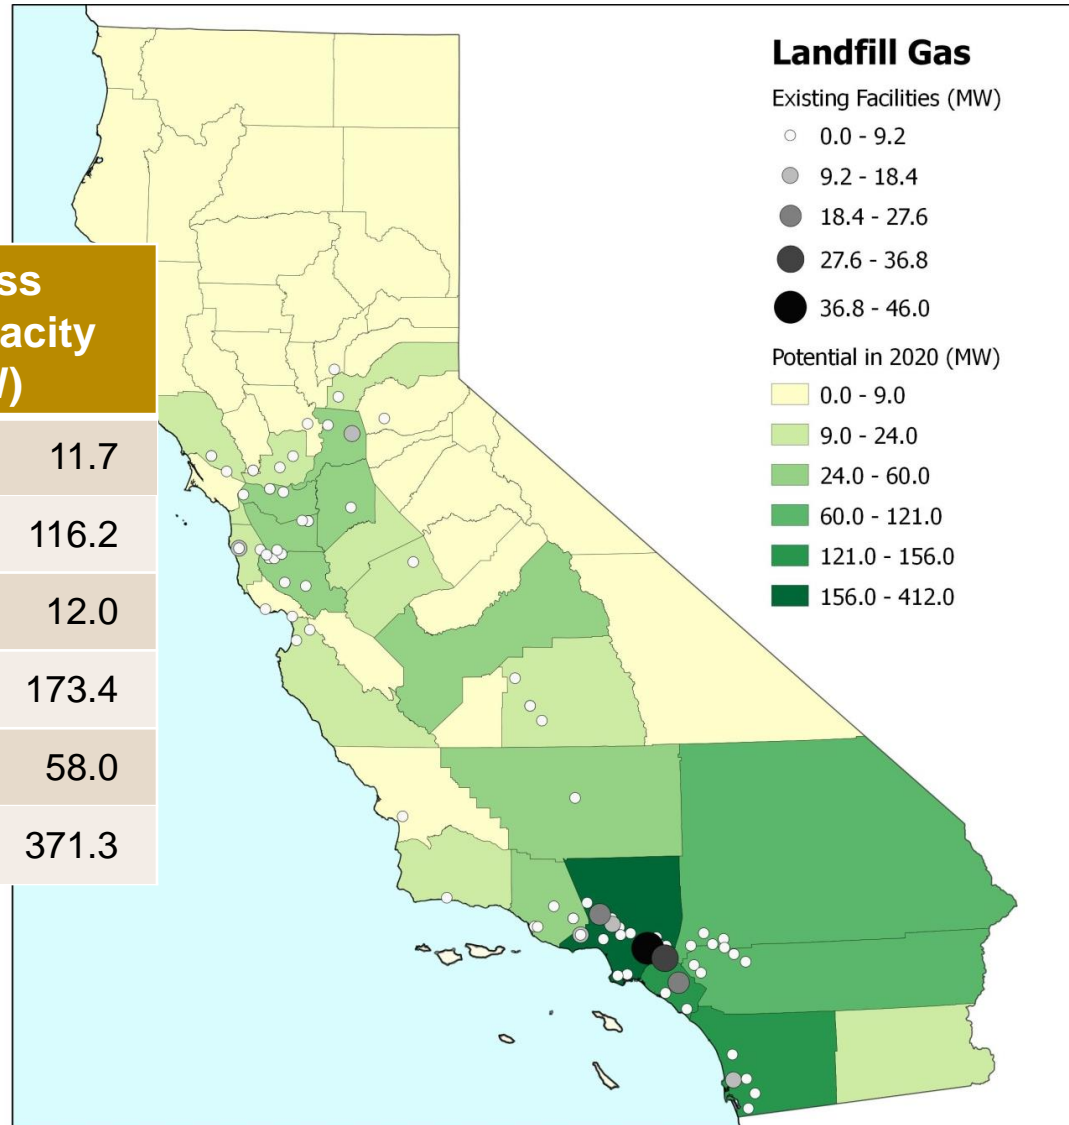 ss
acity
)
11.7
116.2
12.0
173.4
58.0
371.3
Landfill Gas
Existing Facilities (MW)
0.0 - 9.2
9.2 - 18.4
18.4 - 27.6
27.6 - 36.8
36.8 - 46.0
Potential in 2020 (MW)
0.0 - 9.0
9.0 - 24.0
24.0 - 60.0
60.0 - 121.0
121.0 - 156.0
156.0 - 412.0